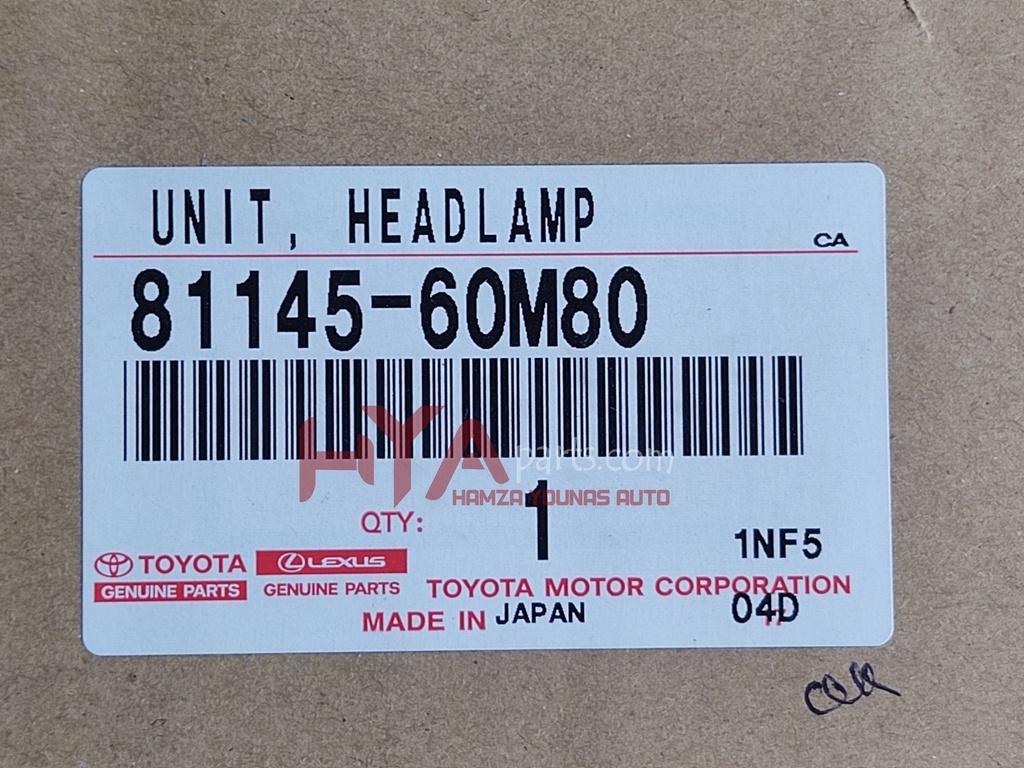 UNIT, HEADLAMP
CA
81145-60M80
HYA parts.com
HAMZA YOUNAS AUTO
QTY: 1
1NF5
TOYOTA LEXUS
GENUINE PARTS GENUINE PARTS TOYOTA MOTOR CORPORATION
MADE IN JAPAN 04D